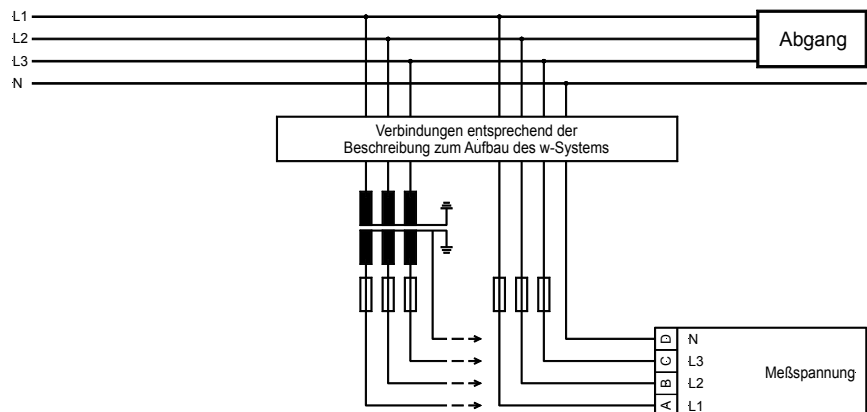 L1
Abgang
L2
L3
N
Verbindungen entsprechend der
Beschreibung zum Aufbau des w-Systems
D N
C L3
Meßspannung
B L2
A L1